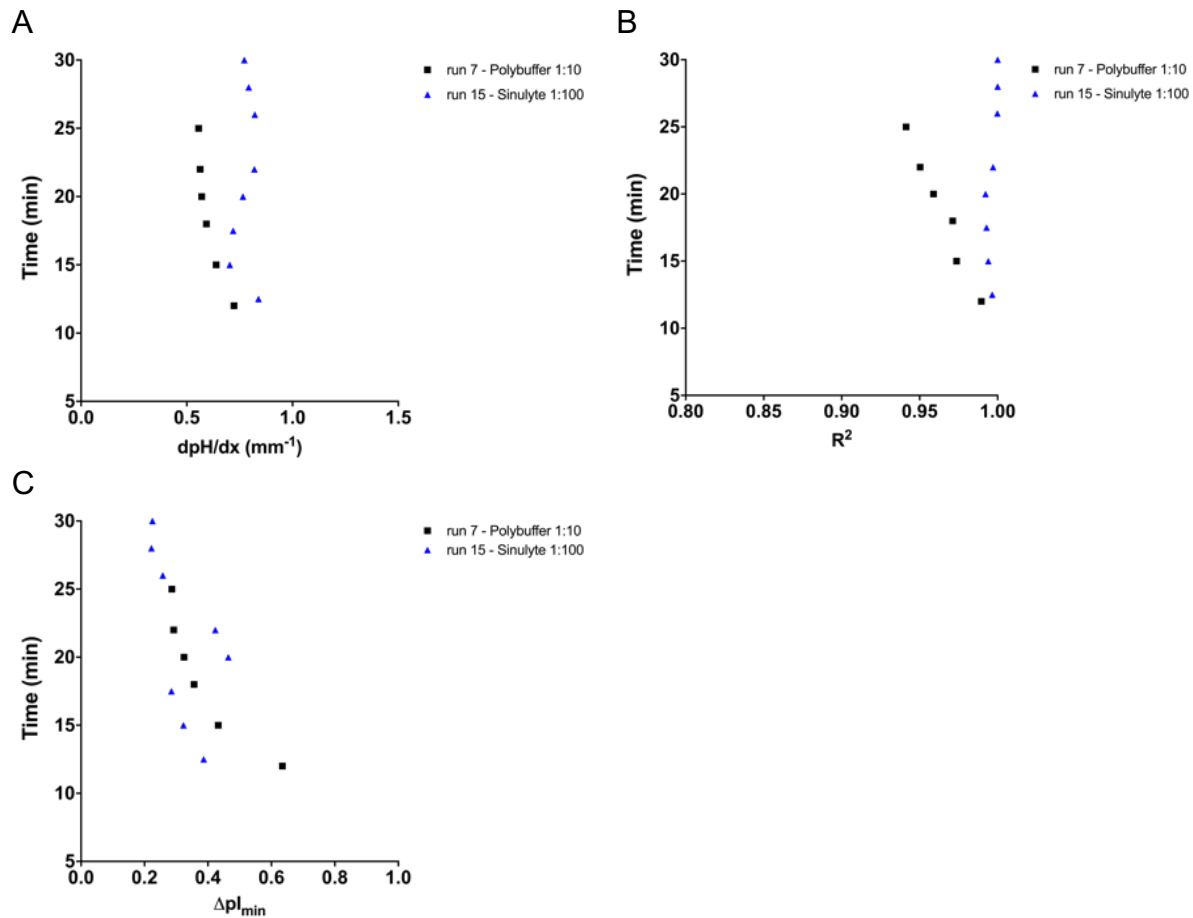 A
run 7 - Polybuffer 1:10
run 15 - Sinulyte 1:100
Time (min)
30
25
20
15
10
5
0.0 0.5 1.0 1.5
dpH/dx (mm⁻¹)
B
run 7 - Polybuffer 1:10
run 15 - Sinulyte 1:100
Time (min)
30
25
20
15
10
5
0.80 0.85 0.90 0.95 1.00
R²
C
run 7 - Polybuffer 1:10
run 15 - Sinulyte 1:100
Time (min)
30
25
20
15
10
5
0.0 0.2 0.4 0.6 0.8 1.0
ΔpI_min